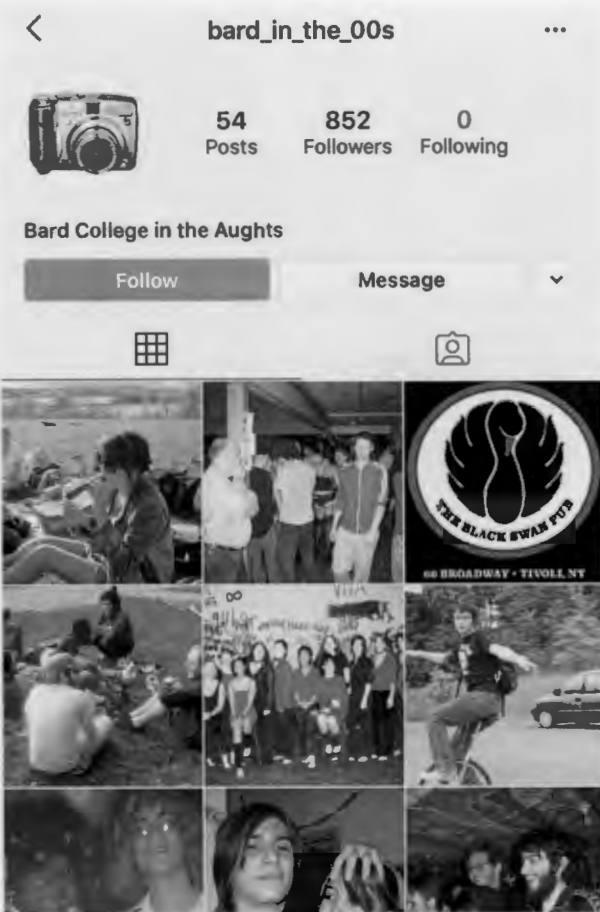 bard_in_the_00s
54
Posts
852
Followers
0
Following
Bard College in the Aughts
Follow
Message
THE BLACK SWAN PUB
66 BROADWAY • TIVOLI, NY